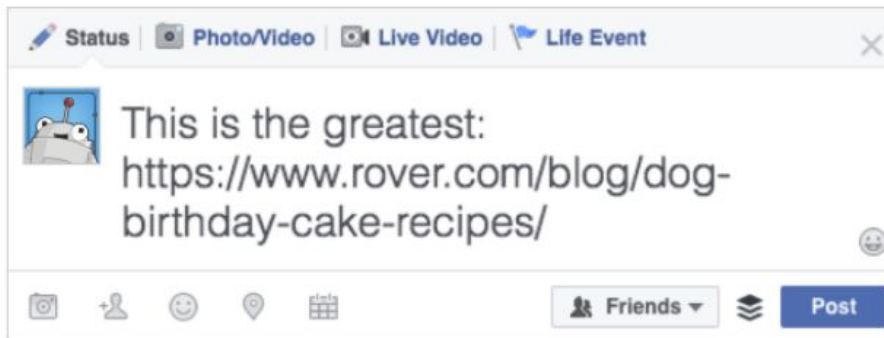 Status Photo/Video Live Video Life Event
This is the greatest:
https://www.rover.com/blog/dog-
birthday-cake-recipes/
Friends Post